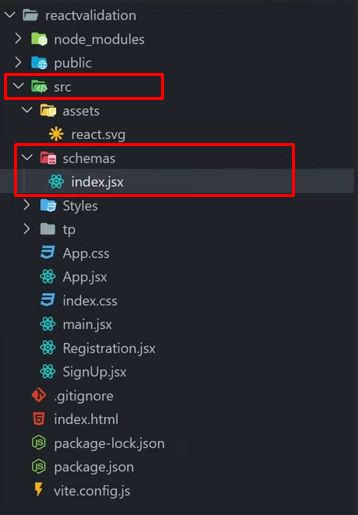 reactvalidation
node_modules
public
src
assets
react.svg
schemas
index.jsx
Styles
tp
App.css
App.jsx
index.css
main.jsx
Registration.jsx
SignUp.jsx
.gitignore
index.html
package-lock.json
package.json
vite.config.js